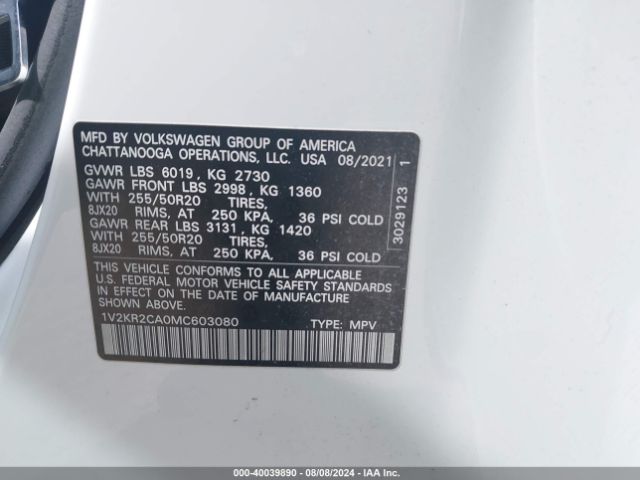 MFD BY VOLKSWAGEN GROUP OF AMERICA
CHATTANOOGA OPERATIONS, LLC. USA 08/2021
GVWR LBS 6019, KG 2730
GAWR FRONT LBS 2998, KG 1360
WITH 255/50R20 TIRES,
8JX20 RIMS, AT 250 KPA, 36 PSI COLD
GAWR REAR LBS 3131, KG 1420
WITH 255/50R20 TIRES,
8JX20 RIMS, AT 250 KPA, 36 PSI COLD
THIS VEHICLE CONFORMS TO ALL APPLICABLE
U.S. FEDERAL MOTOR VEHICLE SAFETY STANDARDS
IN EFFECT ON THE DATE OF MANUFACTURE
SHOWN ABOVE.
1V2KR2CA0MC603080 TYPE: MPV
3029123 1
000-40039890 - 08/08/2024 - IAA Inc.